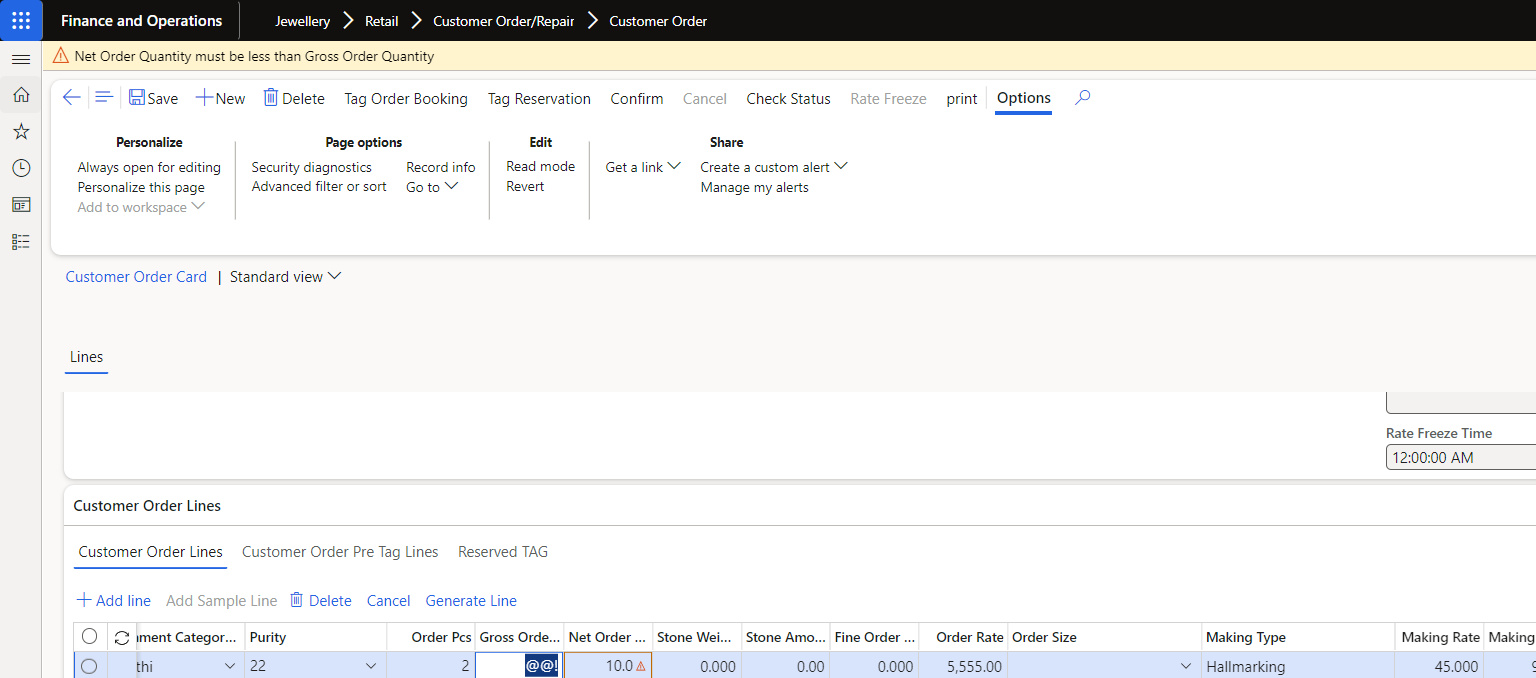 Finance and Operations Jewellery Retail Customer Order/Repair Customer Order
Net Order Quantity must be less than Gross Order Quantity
Save New Delete Tag Order Booking Tag Reservation Confirm Cancel Check Status Rate Freeze print Options
Personalize Page options Edit Share
Always open for editing Security diagnostics Record info Read mode Get a link Create a custom alert
Personalize this page Advanced filter or sort Go to Revert Manage my alerts
Add to workspace
Customer Order Card | Standard view
Lines
Rate Freeze Time
12:00:00 AM
Customer Order Lines
Customer Order Lines Customer Order Pre Tag Lines Reserved TAG
Add line Add Sample Line Delete Cancel Generate Line
ment Categor... Purity Order Pcs Gross Orde... Net Order ... Stone Wei... Stone Amo... Fine Order ... Order Rate Order Size Making Type Making Rate Making
thi 22 2 @@! 10.0 0.000 0.00 0.000 5,555.00 Hallmarking 45.000